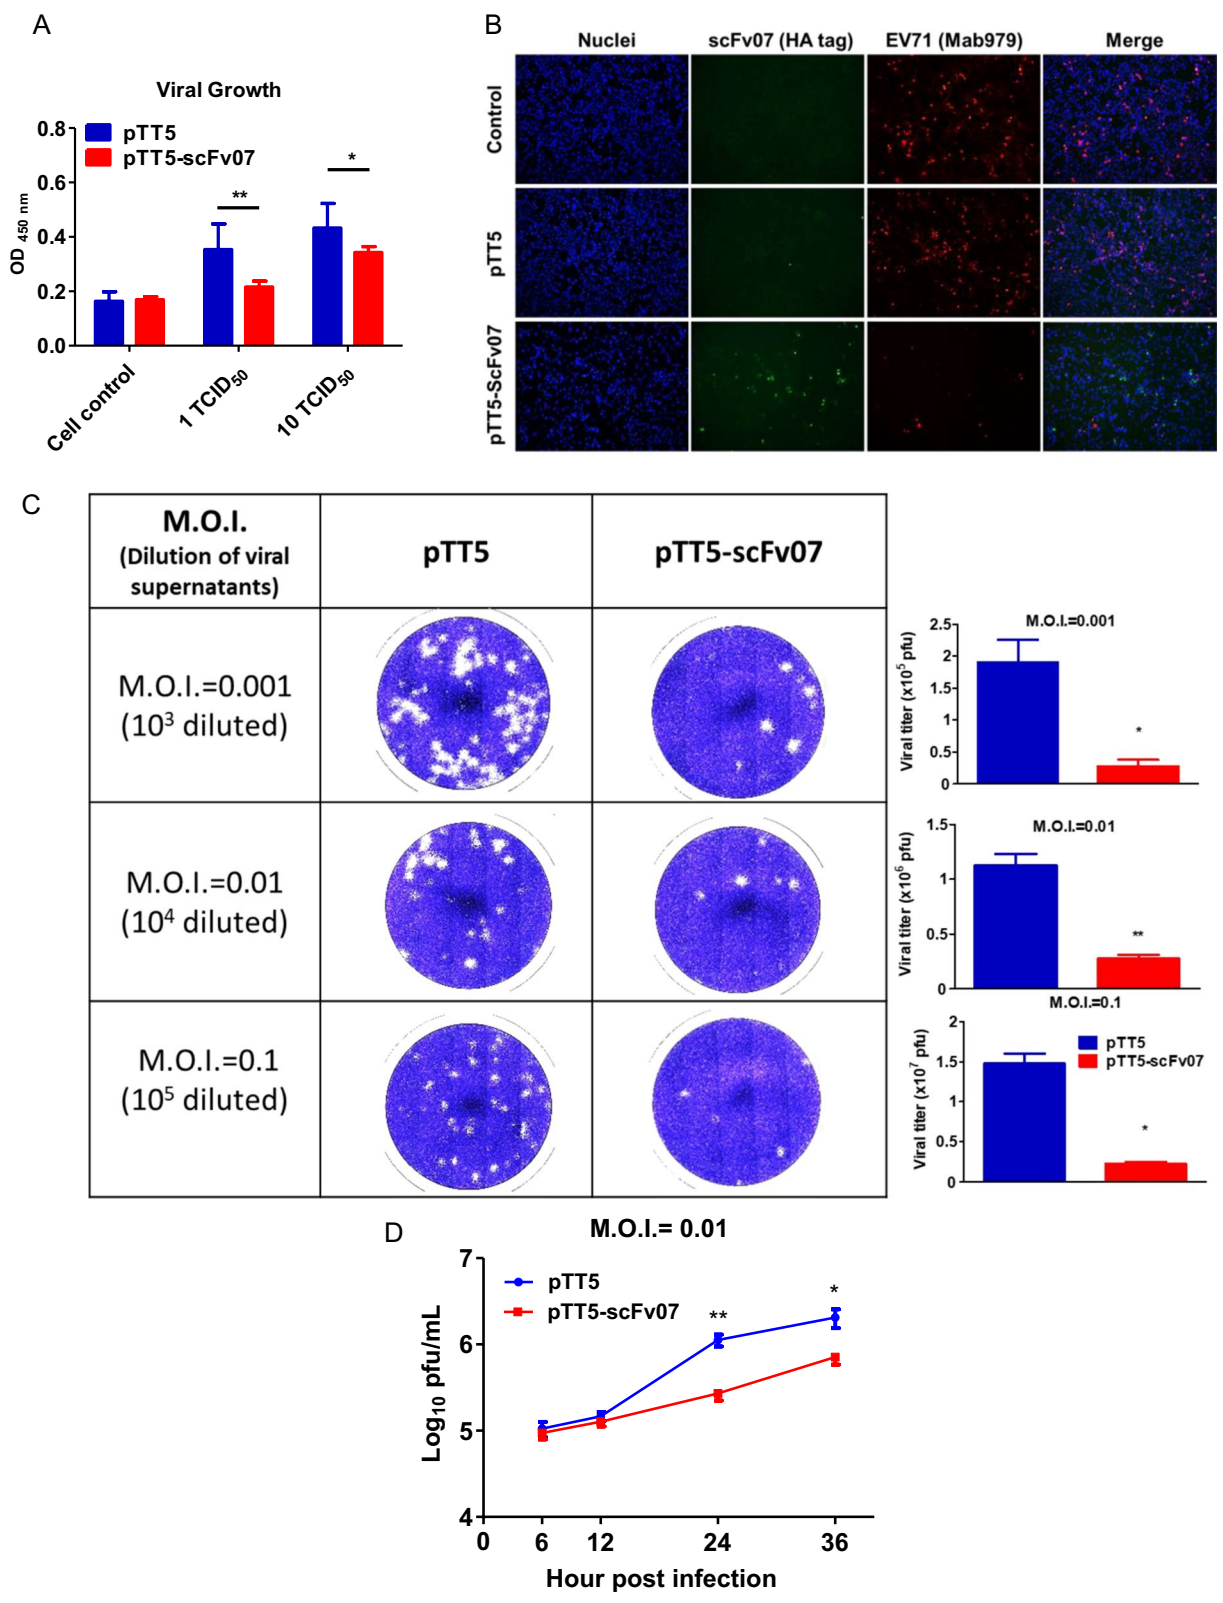 A
Viral Growth
pTT5
pTT5-scFv07
OD 450 nm
0.8
0.6
0.4
0.2
0.0
**
*
Cell control
1 TCID50
10 TCID50
B
Nuclei
scFv07 (HA tag)
EV71 (Mab979)
Merge
Control
pTT5
pTT5-ScFv07
C
M.O.I.
(Dilution of viral
supernatants)
pTT5
pTT5-scFv07
M.O.I.=0.001
(10³ diluted)
M.O.I.=0.01
(10⁴ diluted)
M.O.I.=0.1
(10⁵ diluted)
M.O.I.=0.001
Viral titer (x10⁵ pfu)
2.5
2
1.5
1
0.5
0
*
M.O.I.=0.01
Viral titer (x10⁶ pfu)
1.5
1
0.5
0
**
M.O.I.=0.1
Viral titer (x10⁷ pfu)
2
1.5
1
0.5
0
pTT5
pTT5-scFv07
*
D
M.O.I.= 0.01
pTT5
pTT5-scFv07
Log10 pfu/mL
7
6
5
4
**
*
0 6 12 24 36
Hour post infection